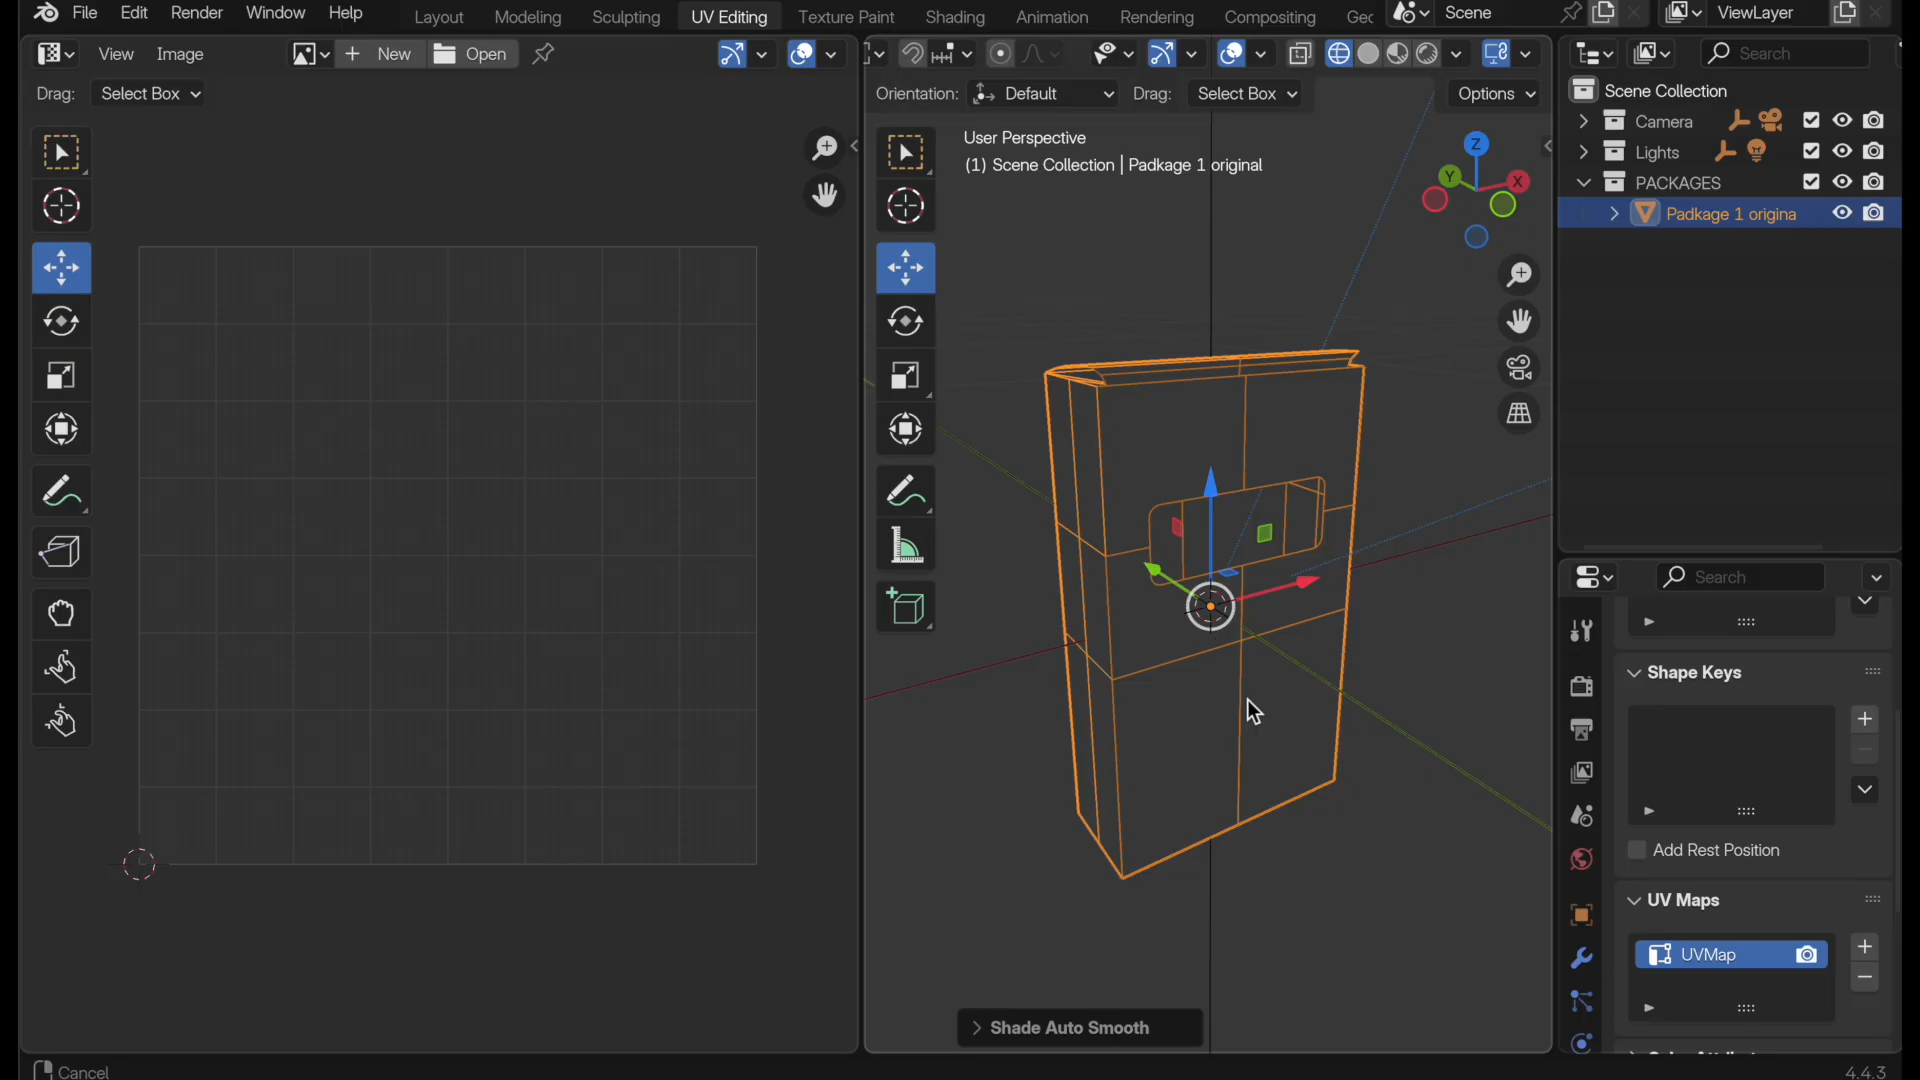 File Edit Render Window Help
Layout Modeling Sculpting UV Editing Texture Paint Shading Animation Rendering Compositing Geo
Scene
ViewLayer
View Image
New
Open
Search
Drag: Select Box
Orientation: Default
Drag: Select Box
Options
User Perspective
(1) Scene Collection | Padkage 1 original
Z
Y
X
Scene Collection
Camera
Lights
PACKAGES
Padkage 1 origina
Search
Shape Keys
Add Rest Position
UV Maps
UVMap
Shade Auto Smooth
Cancel
4.4.3